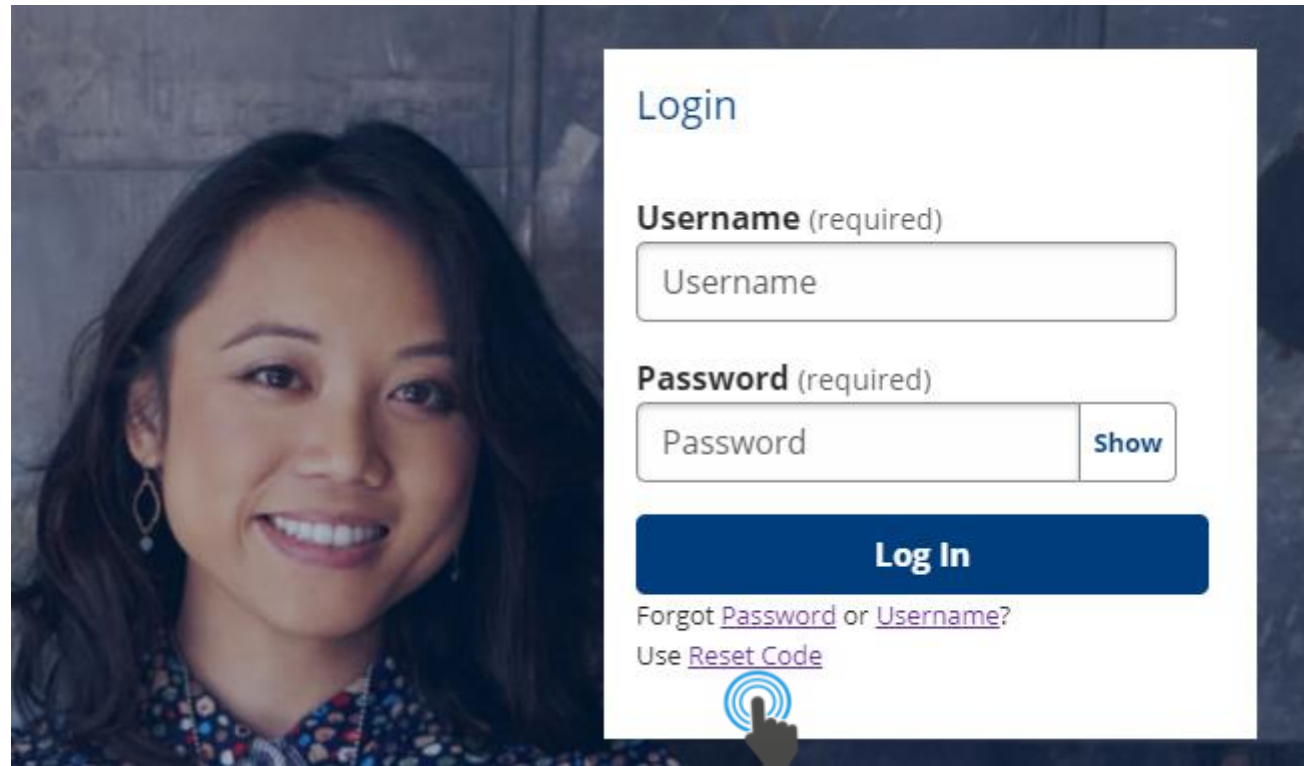 Login
Username (required)
Username
Password (required)
Password Show
Log In
Forgot Password or Username?
Use Reset Code